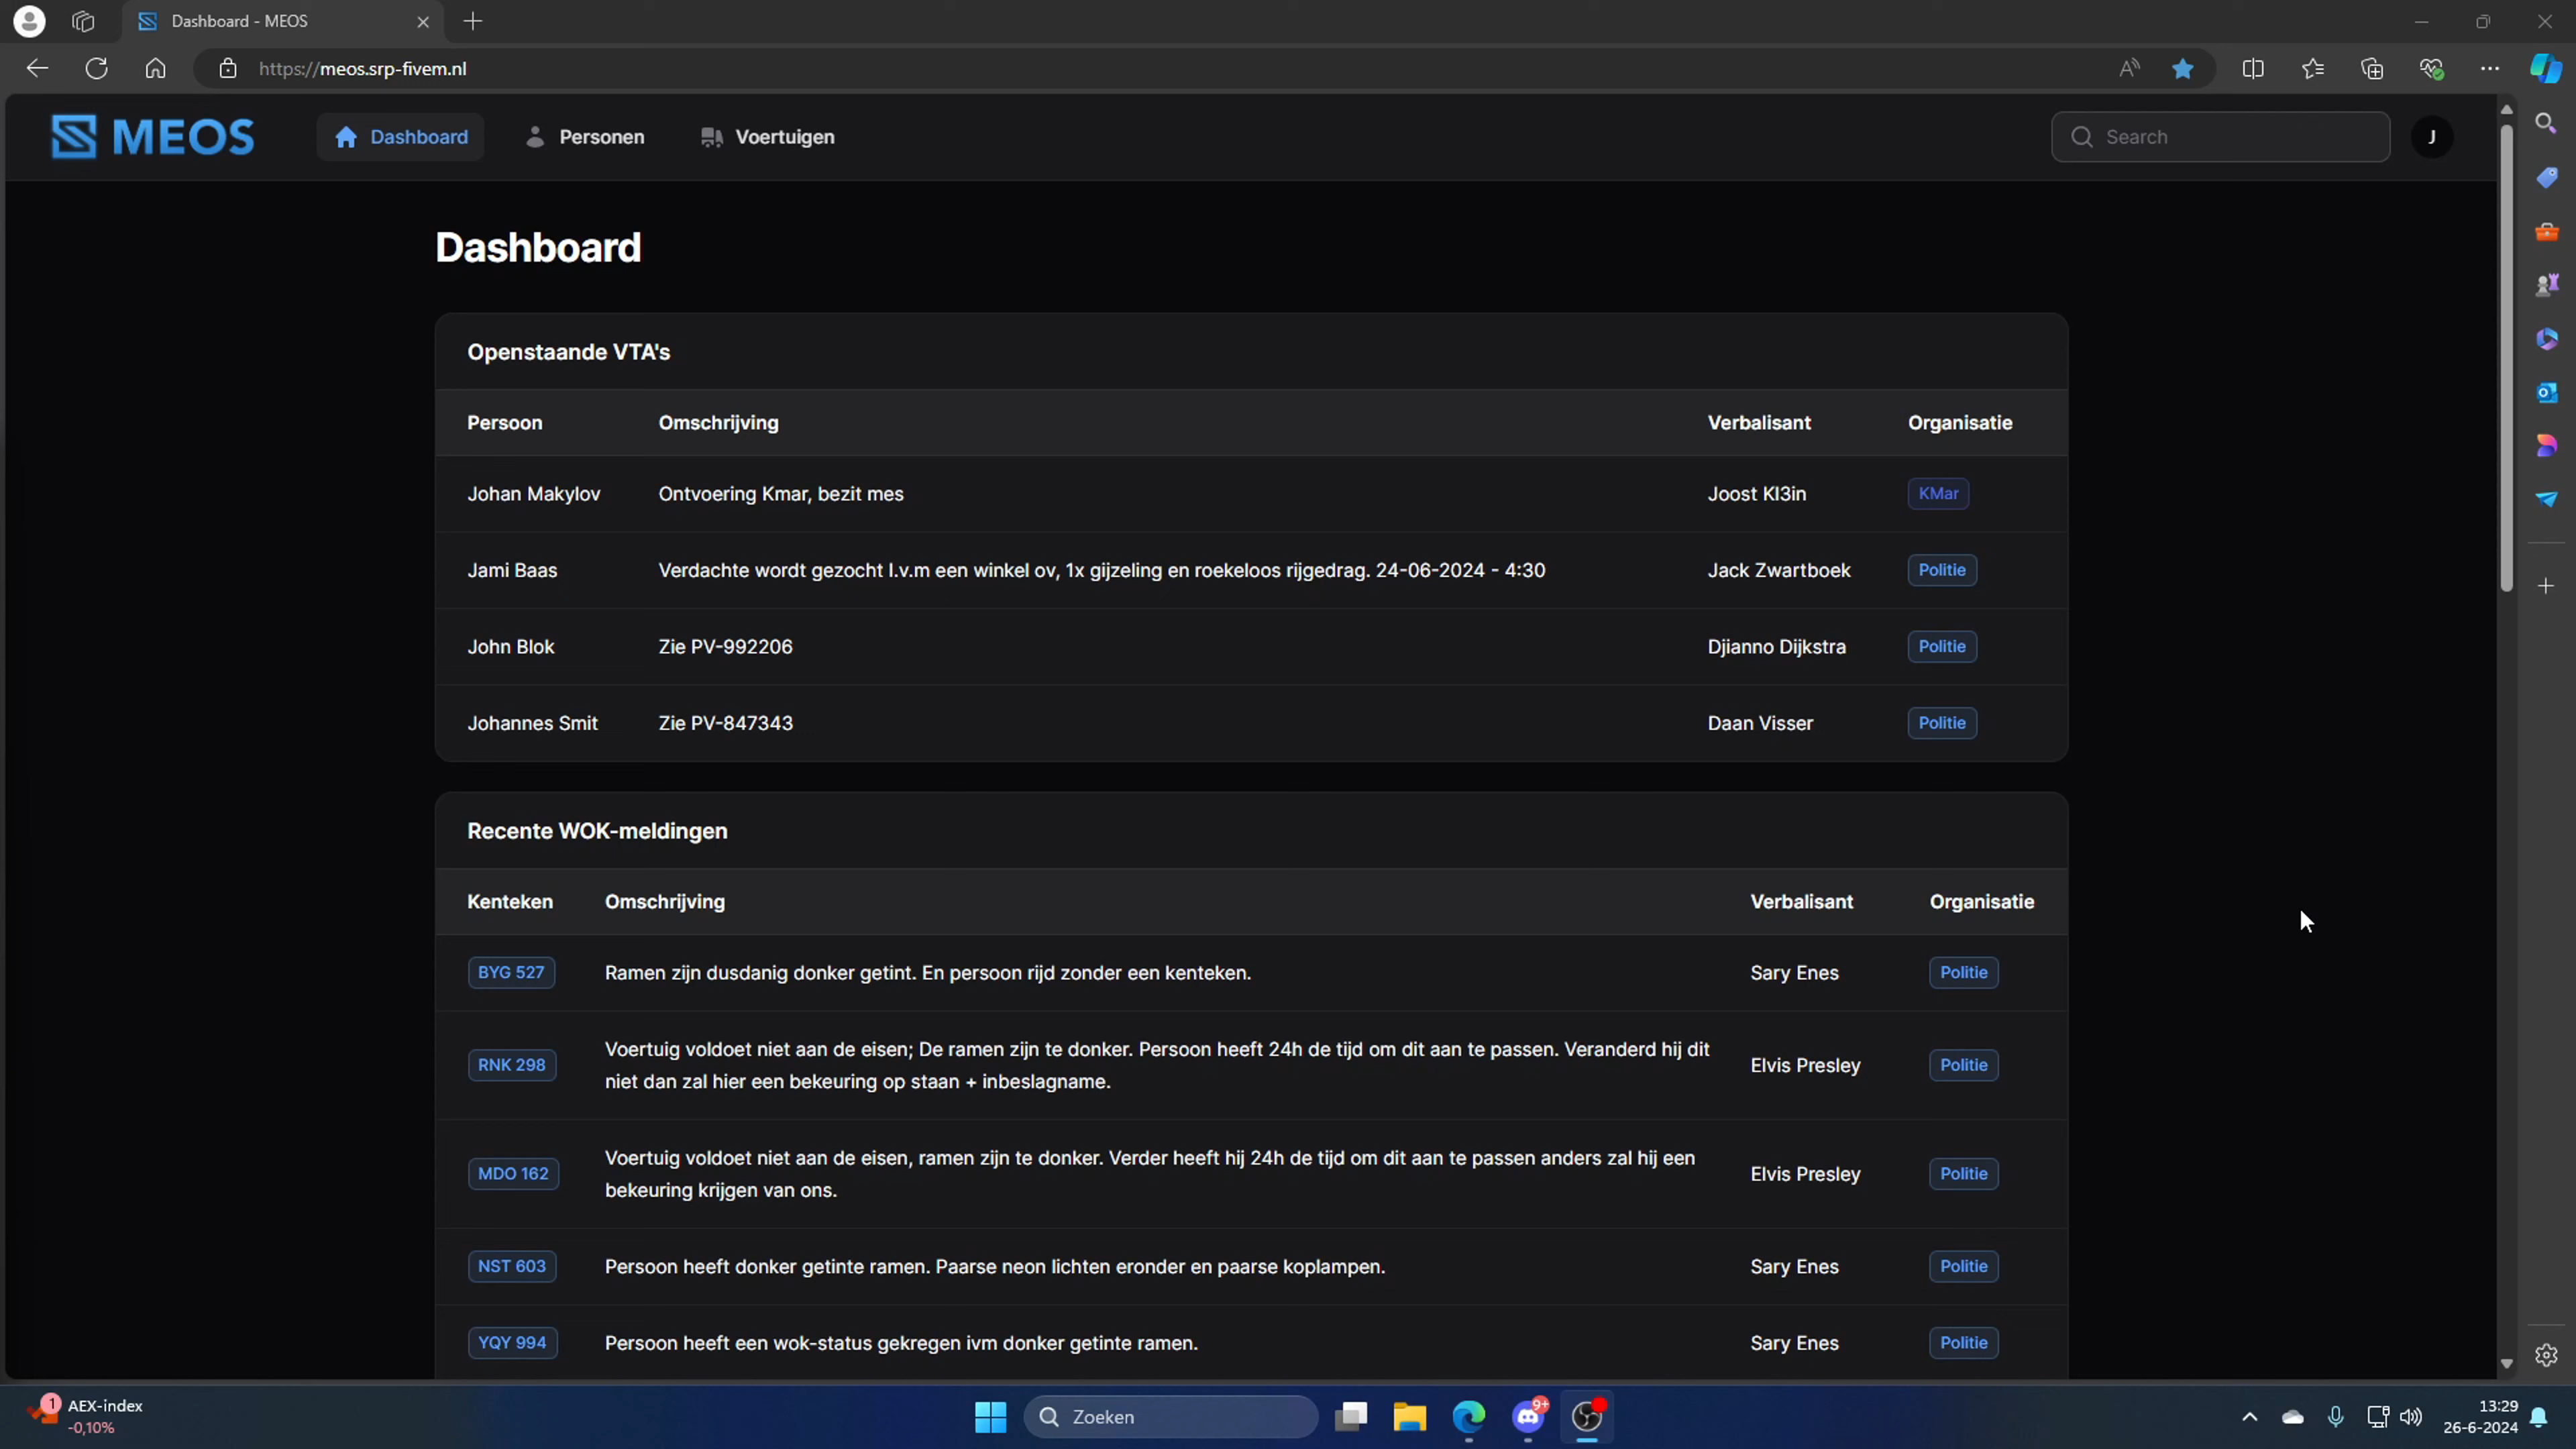 Dashboard - MEOS
https://meos.srp-fivem.nl
MEOS
Dashboard
Personen
Voertuigen
Search
J
Dashboard
Openstaande VTA's
Persoon Omschrijving Verbalisant Organisatie
Johan Makylov Ontvoering Kmar, bezit mes Joost Kl3in KMar
Jami Baas Verdachte wordt gezocht I.v.m een winkel ov, 1x gijzeling en roekeloos rijgedrag. 24-06-2024 - 4:30 Jack Zwartboek Politie
John Blok Zie PV-992206 Djianno Dijkstra Politie
Johannes Smit Zie PV-847343 Daan Visser Politie
Recente WOK-meldingen
Kenteken Omschrijving Verbalisant Organisatie
BYG 527 Ramen zijn dusdanig donker getint. En persoon rijd zonder een kenteken. Sary Enes Politie
RNK 298 Voertuig voldoet niet aan de eisen; De ramen zijn te donker. Persoon heeft 24h de tijd om dit aan te passen. Veranderd hij dit Elvis Presley Politie
niet dan zal hier een bekeuring op staan + inbeslagname.
MDO 162 Voertuig voldoet niet aan de eisen, ramen zijn te donker. Verder heeft hij 24h de tijd om dit aan te passen anders zal hij een Elvis Presley Politie
bekeuring krijgen van ons.
NST 603 Persoon heeft donker getinte ramen. Paarse neon lichten eronder en paarse koplampen. Sary Enes Politie
YQY 994 Persoon heeft een wok-status gekregen ivm donker getinte ramen. Sary Enes Politie
1
AEX-index
-0,10%
Zoeken
9+
13:29
26-6-2024